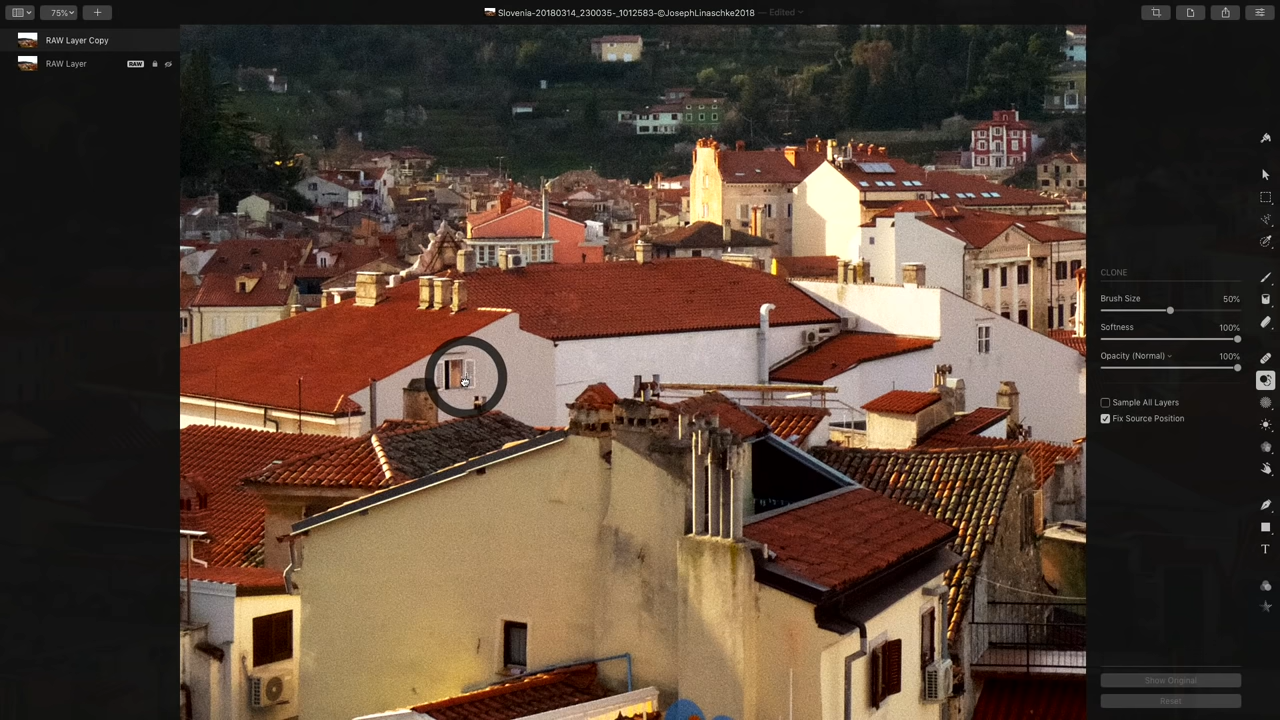 75%
Slovenia-20180314_230035-_1012583-©JosephLinaschke2018 — Edited
RAW Layer Copy
RAW Layer RAW
CLONE
Brush Size 50%
Softness 100%
Opacity (Normal) 100%
Sample All Layers
Fix Source Position
T
Show Original
Reset